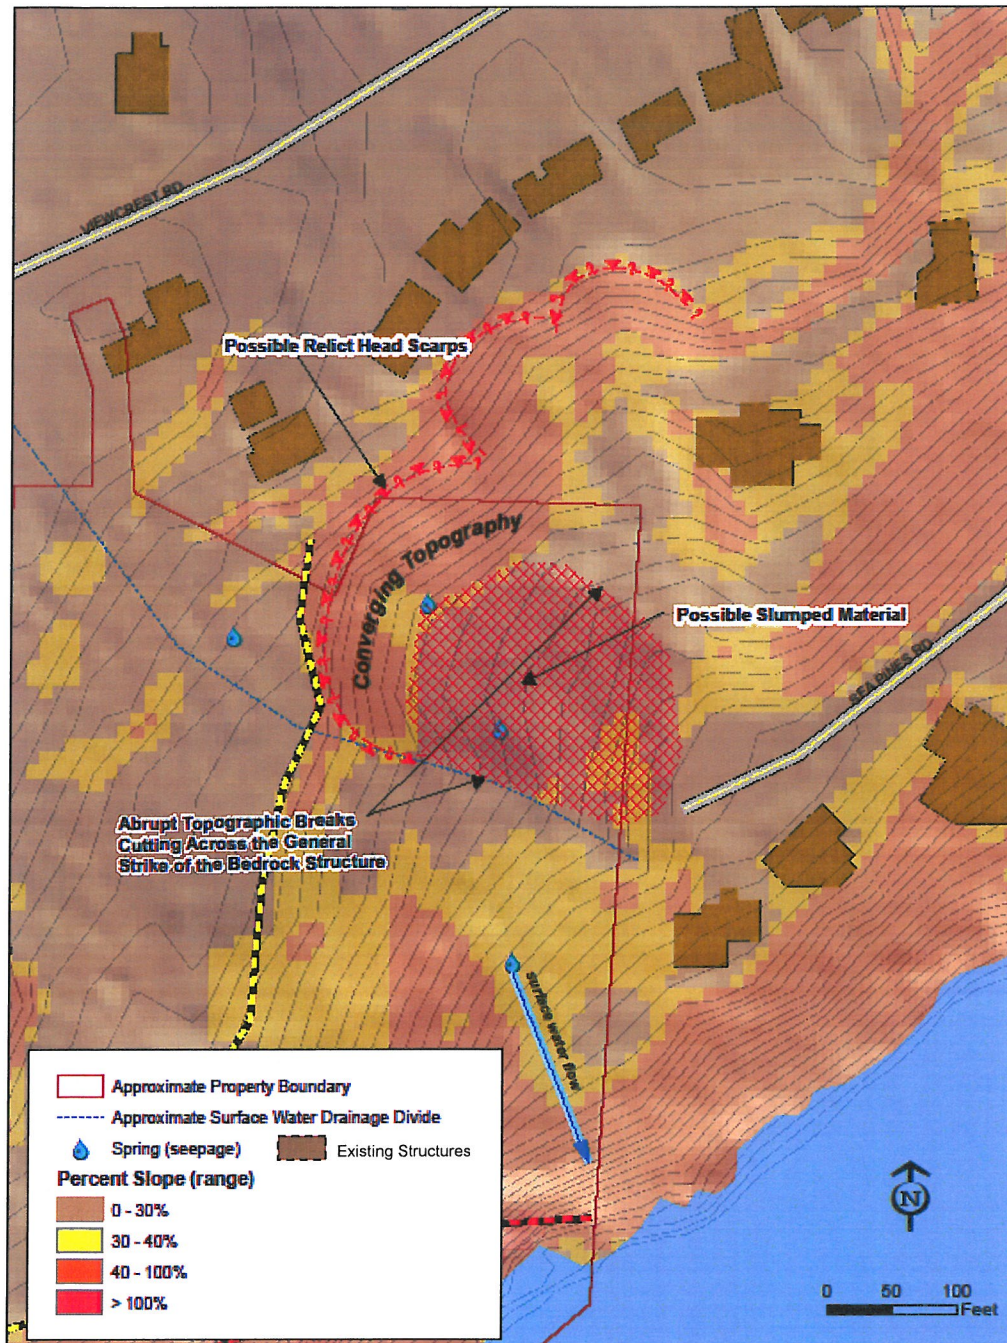 VIEWCREST RD
Possible Relict Head Scarps
Converging Topography
Possible Slumped Material
SEA PINES RD
Abrupt Topographic Breaks
Cutting Across the General
Strike of the Bedrock Structure
Surface water flow
Approximate Property Boundary
Approximate Surface Water Drainage Divide
Spring (seepage)
Existing Structures
Percent Slope (range)
0 - 30%
30 - 40%
40 - 100%
> 100%
N
0 50 100
Feet